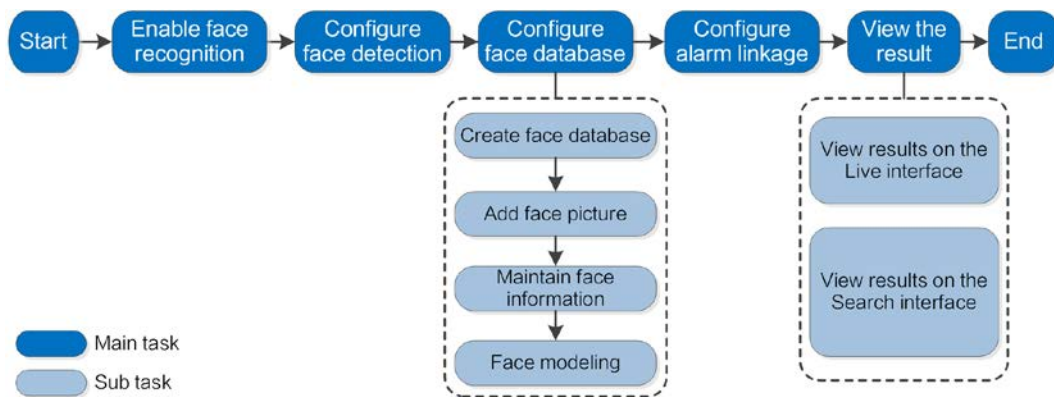 Start
Enable face
recognition
Configure
face detection
Configure
face database
Configure
alarm linkage
View the
result
End
Create face database
Add face picture
Maintain face
information
Face modeling
View results on the
Live interface
View results on the
Search interface
Main task
Sub task